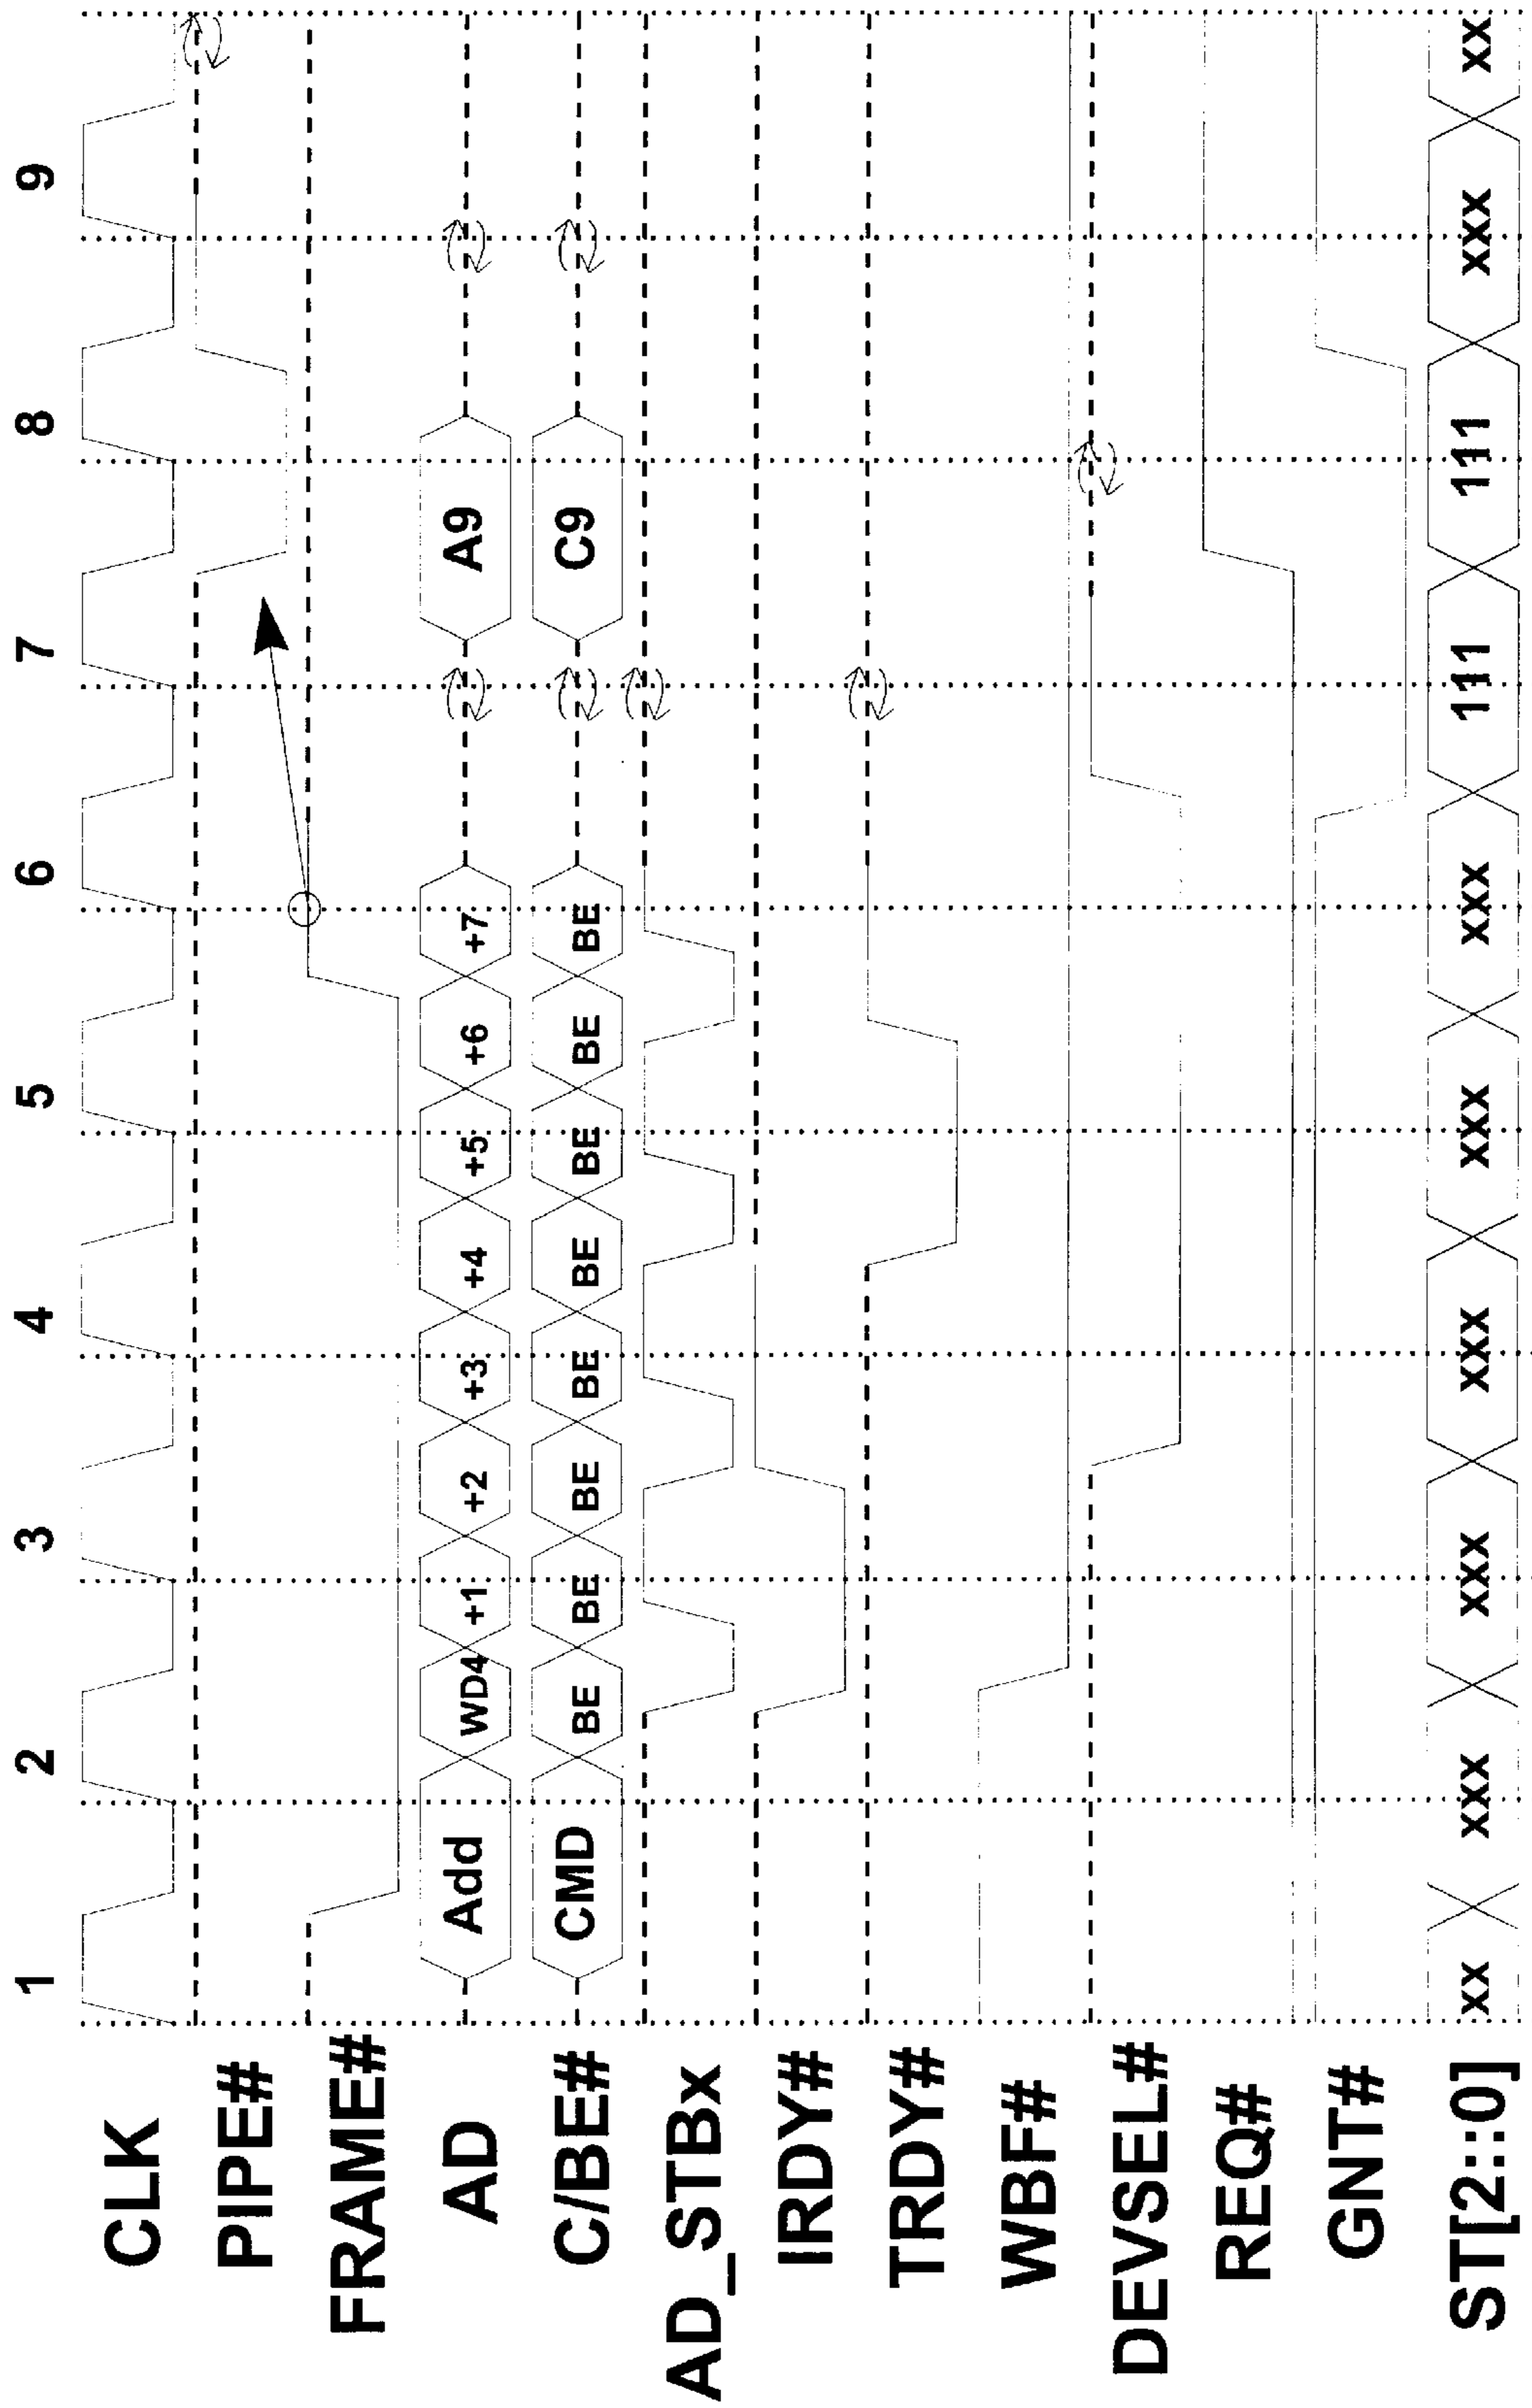 1 2 3 4 5 6 7 8 9
CLK
PIPE#
FRAME#
AD Add WD4 +1 +2 +3 +4 +5 +6 +7 A9
C/BE# CMD BE BE BE BE BE BE BE BE C9
AD_STBx
IRDY#
TRDY#
WBF#
DEVSEL#
REQ#
GNT#
ST[2::0] xx xxx xxx xxx xxx xxx 111 111 xxx xx